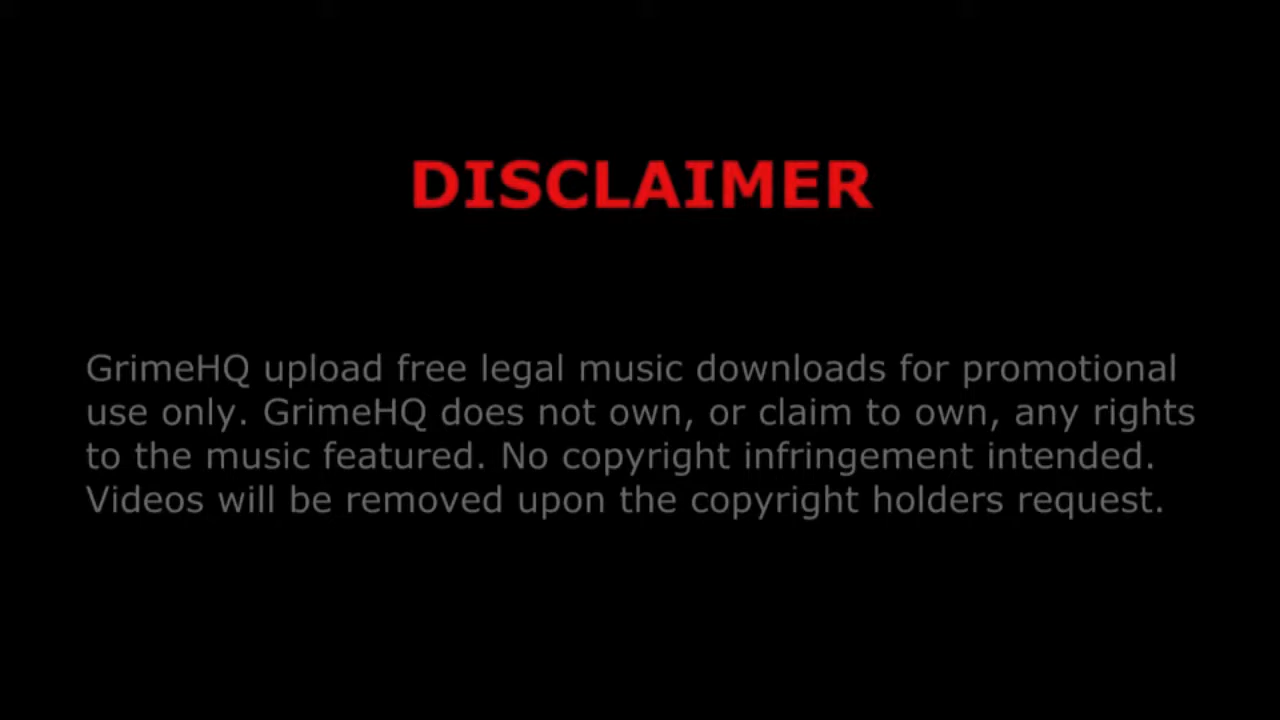 DISCLAIMER
GrimeHQ upload free legal music downloads for promotional
use only. GrimeHQ does not own, or claim to own, any rights
to the music featured. No copyright infringement intended.
Videos will be removed upon the copyright holders request.